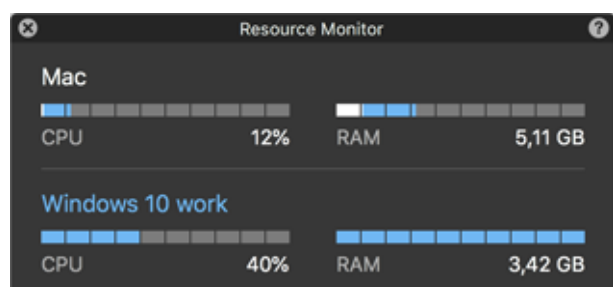 Resource Monitor
?
Mac
CPU 12% RAM 5,11 GB
Windows 10 work
CPU 40% RAM 3,42 GB